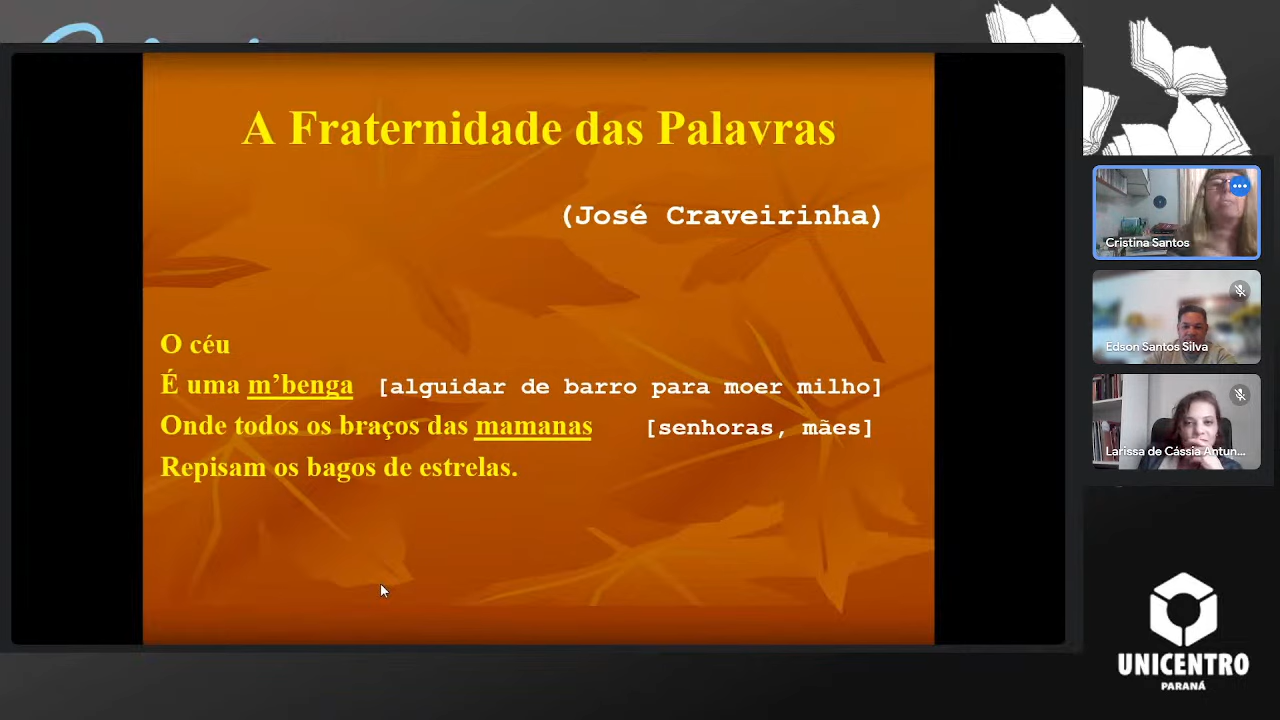 A Fraternidade das Palavras
(José Craveirinha)
O céu
É uma m’benga [alguidar de barro para moer milho]
Onde todos os braços das mamanas [senhoras, mães]
Repisam os bagos de estrelas.
Cristina Santos
Edson Santos Silva
Larissa de Cássia Antun...
UNICENTRO
PARANÁ